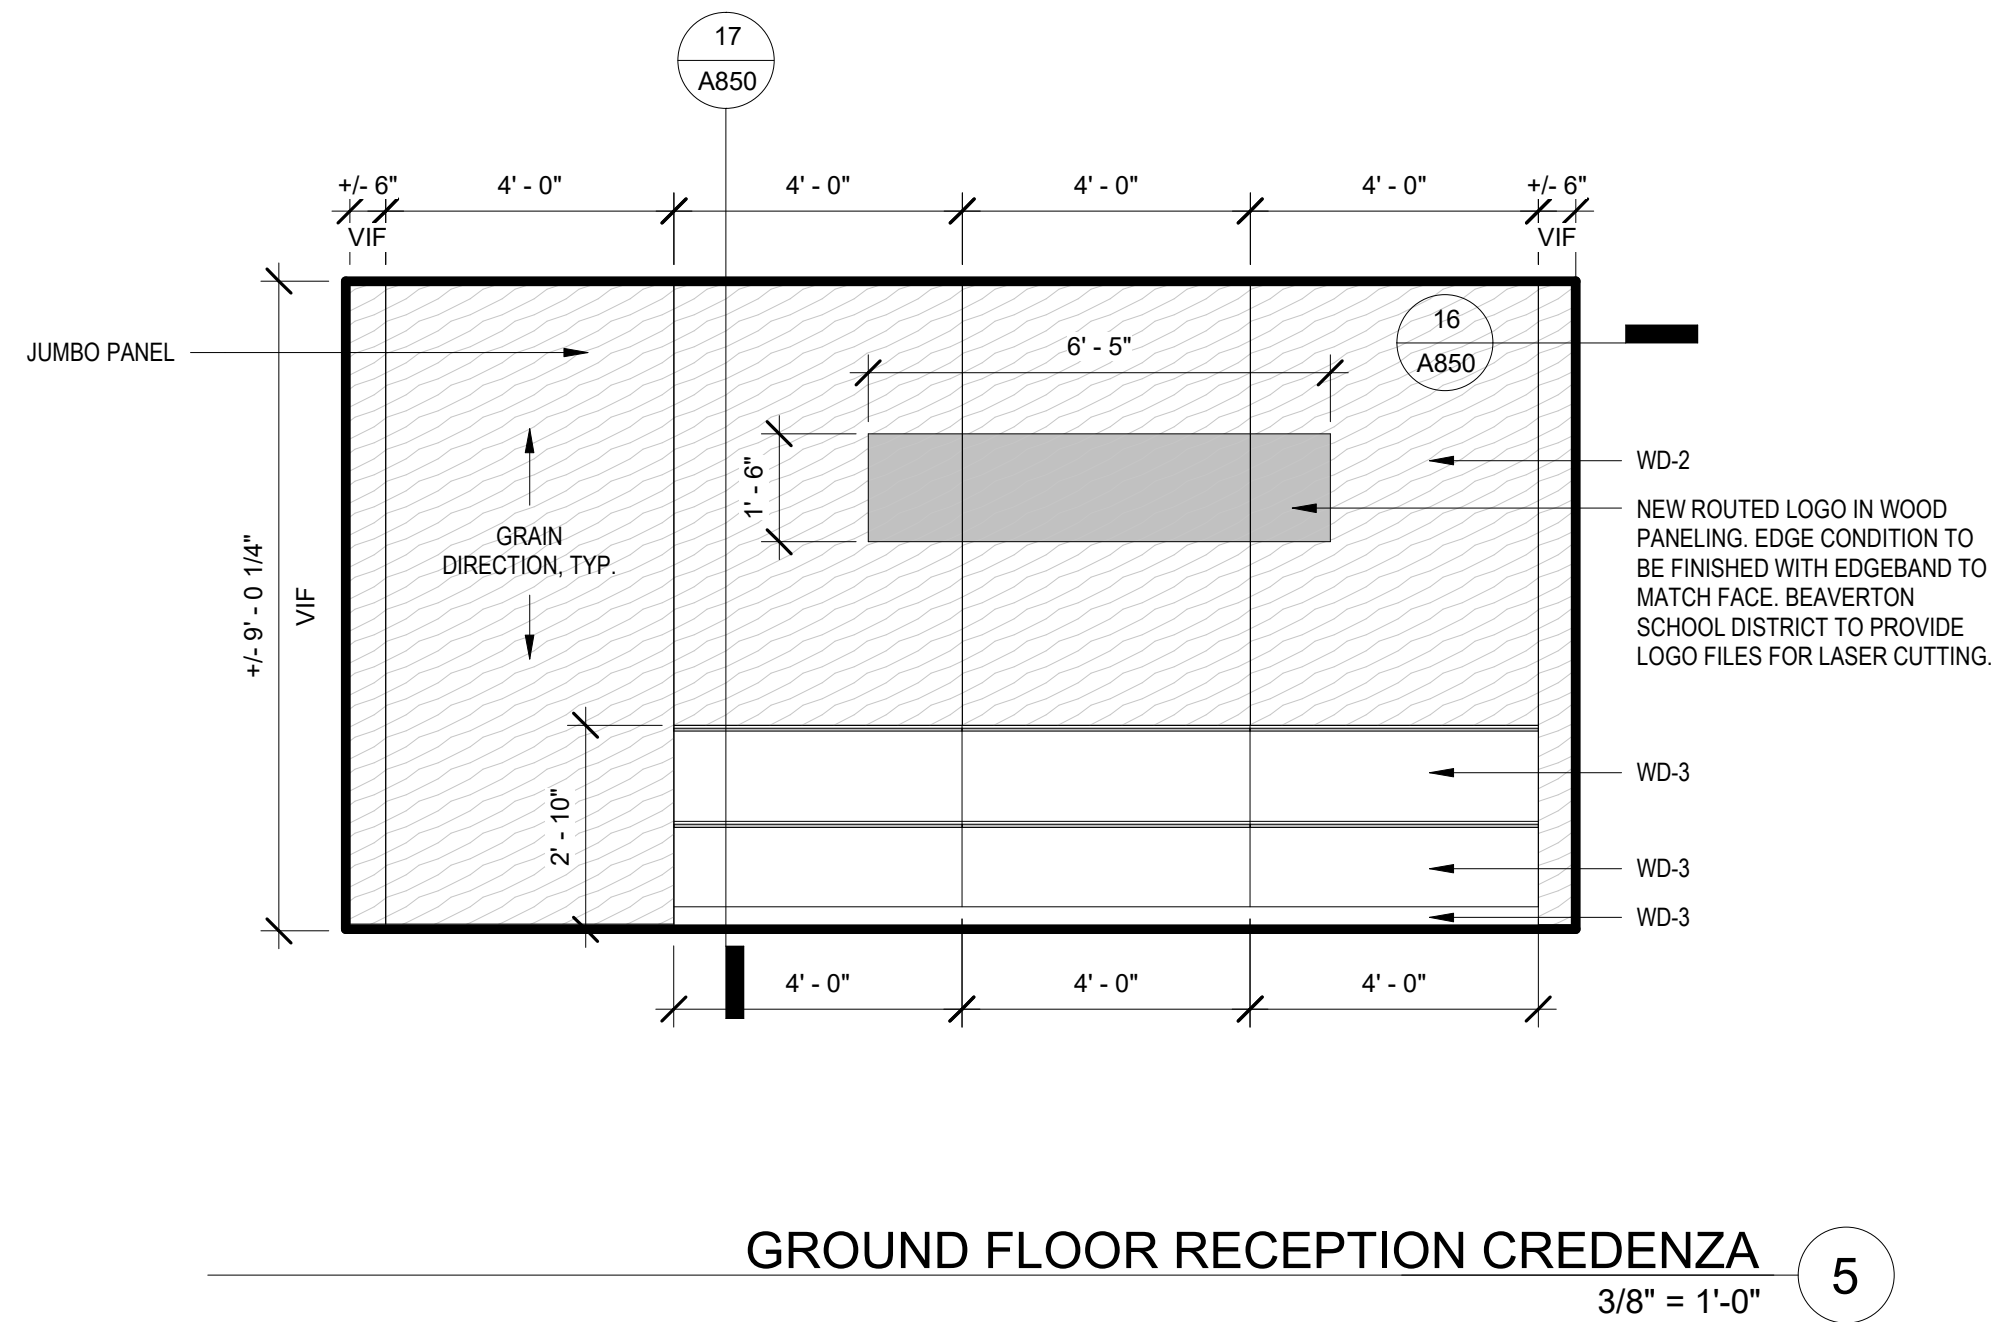 17
A850
+/- 6"
4' - 0"
4' - 0"
4' - 0"
4' - 0"
+/- 6"
VIF
VIF
16
A850
JUMBO PANEL
6' - 5"
1' - 6"
WD-2
NEW ROUTED LOGO IN WOOD
PANELING. EDGE CONDITION TO
BE FINISHED WITH EDGEBAND TO
MATCH FACE. BEAVERTON
SCHOOL DISTRICT TO PROVIDE
LOGO FILES FOR LASER CUTTING.
GRAIN
DIRECTION, TYP.
+/- 9' - 0 1/4"
VIF
2' - 10"
WD-3
WD-3
WD-3
4' - 0"
4' - 0"
4' - 0"
GROUND FLOOR RECEPTION CREDENZA
5
3/8" = 1'-0"